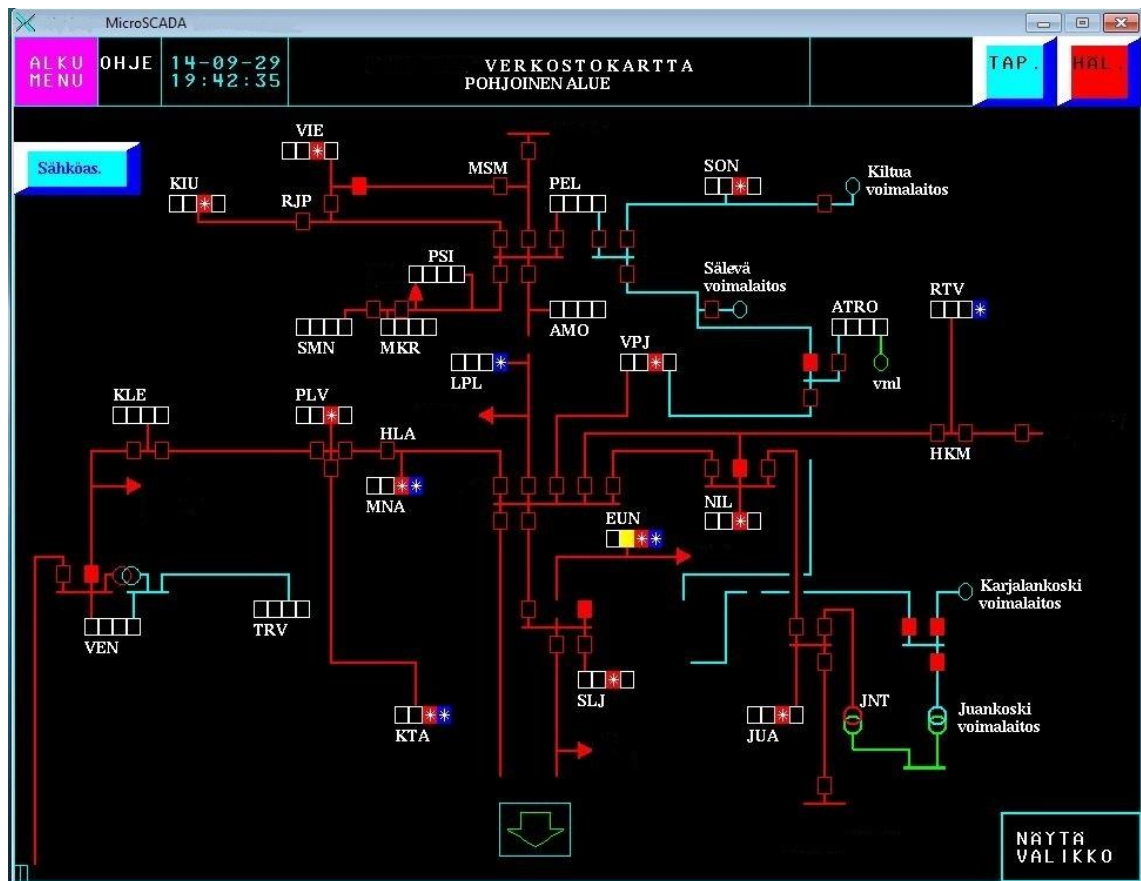 MicroSCADA
ALKU
MENU
OHJE
14-09-29
19:42:35
VERKOSTOKARTTA
POHJOINEN ALUE
TAP.
HÄL.
Sähköas.
VIE
MSM
SON
Kiltua
voimalaitos
KIU
PEL
RJP
PSI
Sälevä
voimalaitos
RTV
ATRO
SMN
MKR
AMO
VPJ
LPL
vml
KLE
PLV
HLA
HKM
MNA
NIL
EUN
Karjalankoski
voimalaitos
TRV
VEN
SLJ
JNT
Juankoski
voimalaitos
KTA
JUA
NÄYTÄ
VALIKKO